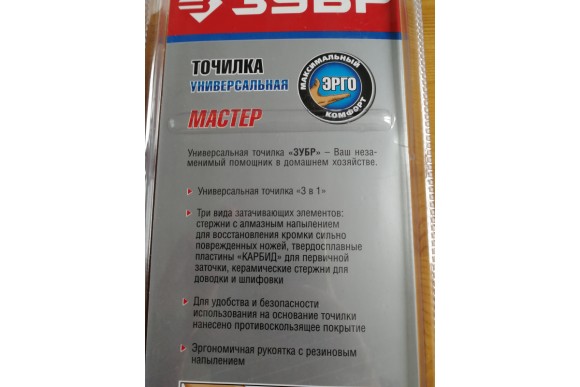 ЗУБР
ТОЧИЛКА
УНИВЕРСАЛЬНАЯ
МАКСИМАЛЬНЫЙ
ЭРГО
КОМФОРТ
МАСТЕР
Универсальная точилка «ЗУБР» – Ваш неза-
менимый помощник в домашнем хозяйстве.
Универсальная точилка «3 в 1»
Три вида затачивающих элементов:
стержни с алмазным напылением
для восстановления кромки сильно
поврежденных ножей, твердосплавные
пластины «КАРБИД» для первичной
заточки, керамические стержни для
доводки и шлифовки
Для удобства и безопасности
использования на основание точилки
нанесено противоскользящее покрытие
Эргономичная рукоятка с резиновым
напылением